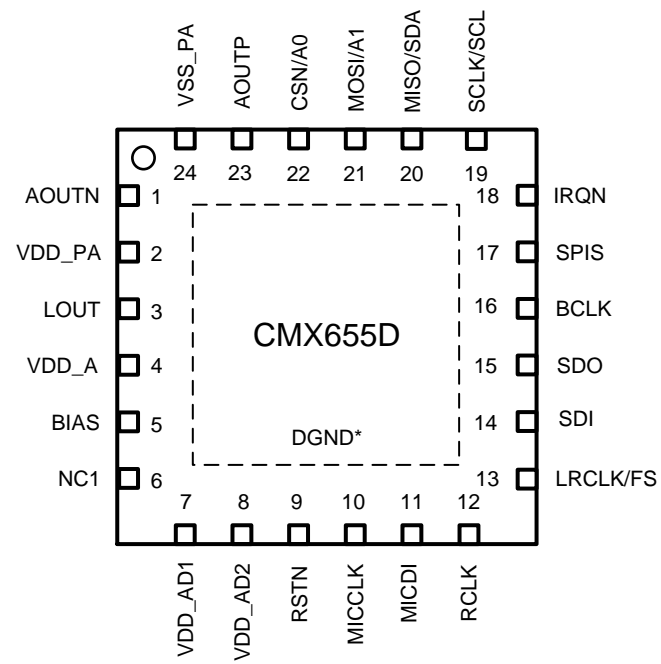 VSS_PA
AOUTP
CSN/A0
MOSI/A1
MISO/SDA
SCLK/SCL
24
23
22
21
20
19
AOUTN 1
18 IRQN
VDD_PA 2
17 SPIS
LOUT 3
16 BCLK
CMX655D
VDD_A 4
15 SDO
BIAS 5
14 SDI
DGND*
NC1 6
13 LRCLK/FS
7
8
9
10
11
12
VDD_AD1
VDD_AD2
RSTN
MICCLK
MICDI
RCLK